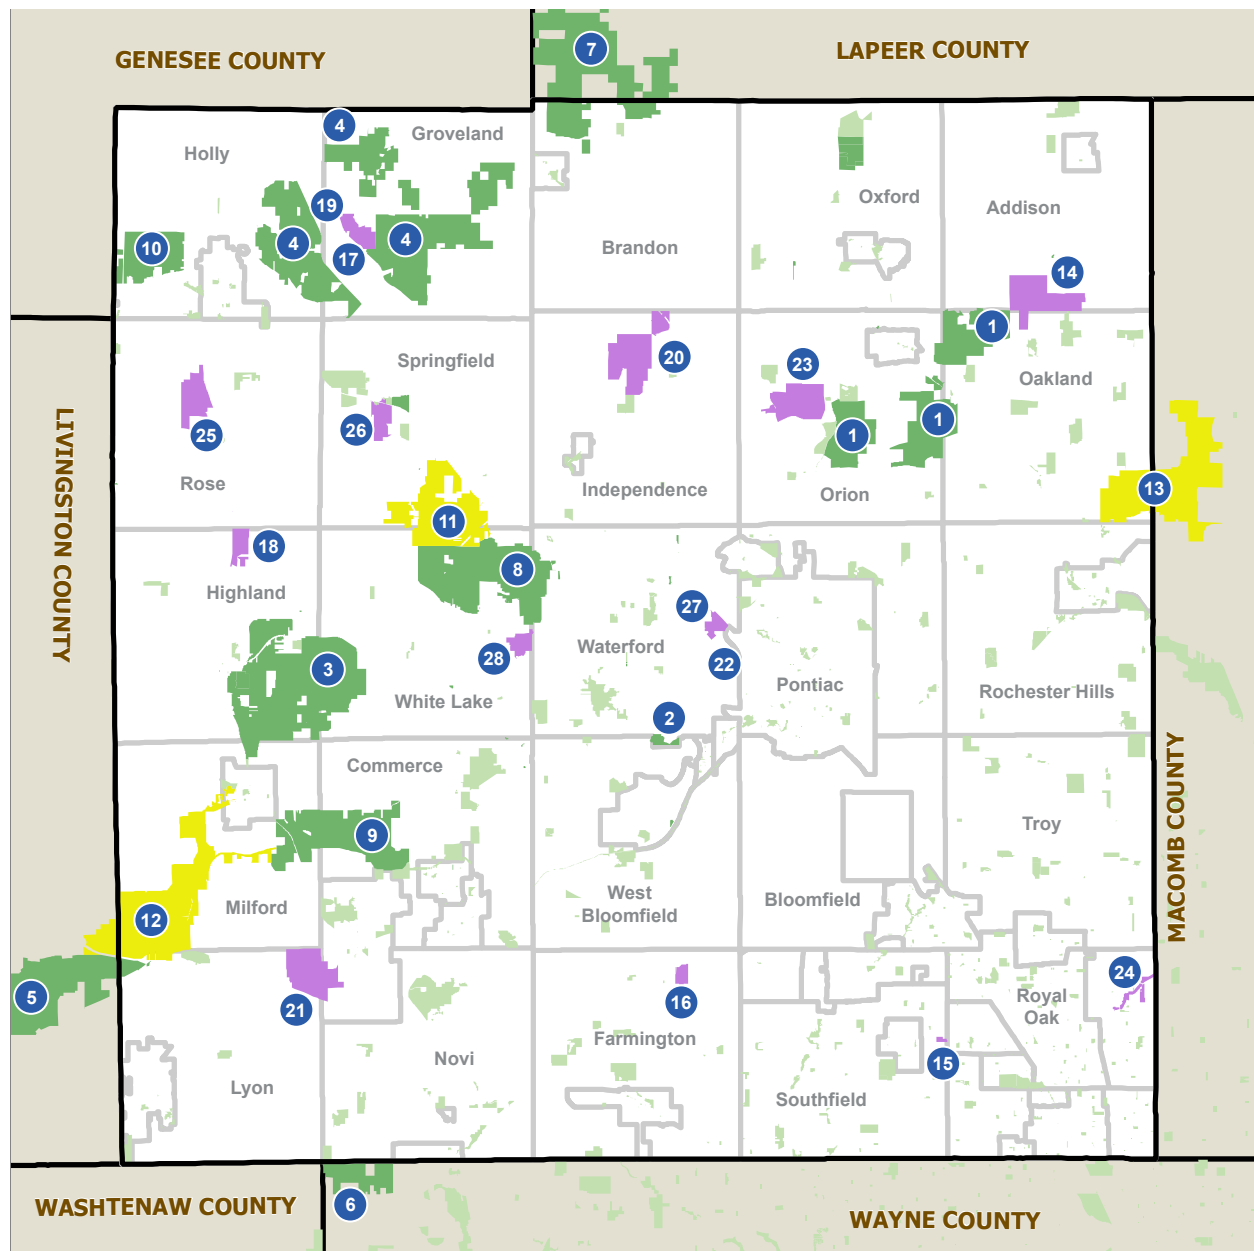 7
LAPEER COUNTY
GENESEE COUNTY
4
Groveland
Holly
Oxford
19
Addison
4
4
10
Brandon
17
14
1
20
Springfield
23
Oakland
1
25
26
1
LIVINGSTON COUNTY
Rose
Independence
Orion
13
11
18
8
Highland
27
Waterford
28
22
3
Pontiac
Rochester Hills
White Lake
2
Commerce
MACOMB COUNTY
9
Troy
West
Bloomfield
Bloomfield
Milford
12
24
5
16
Royal
Oak
21
Farmington
Novi
15
Lyon
Southfield
6
WASHTENAW COUNTY
WAYNE COUNTY